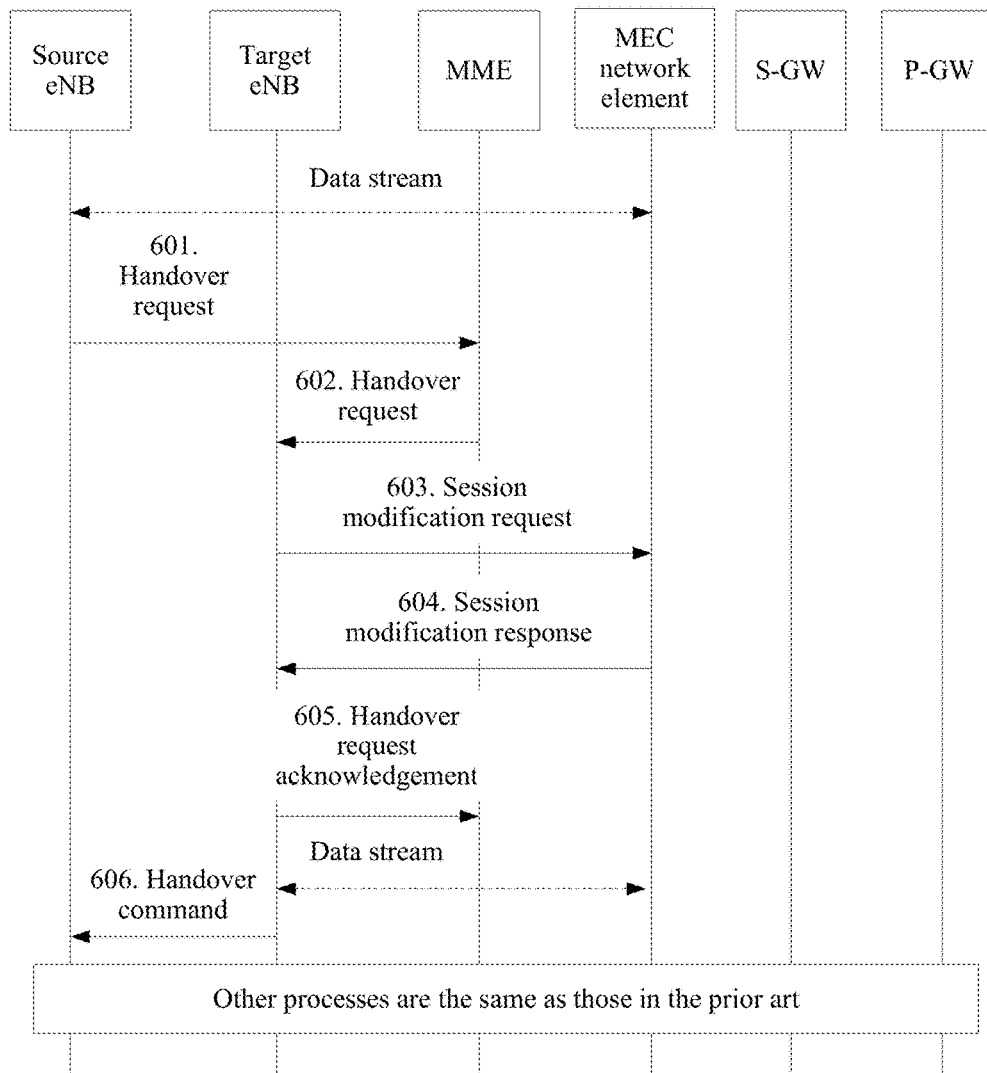 Source
eNB
Target
eNB
MME
MEC
network
element
S-GW
P-GW
Data stream
601.
Handover
request
602. Handover
request
603. Session
modification request
604. Session
modification response
605. Handover
request
acknowledgement
Data stream
606. Handover
command
Other processes are the same as those in the prior art